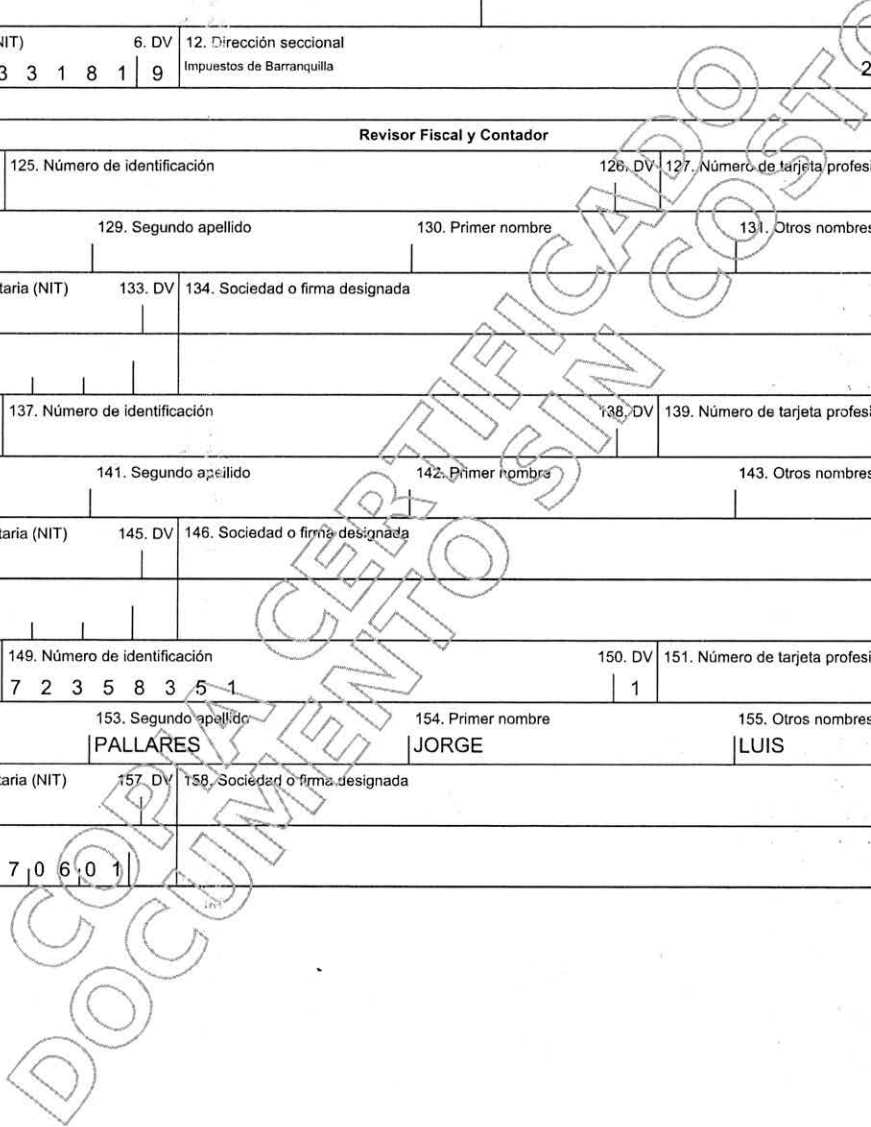 NIT) 6. DV 12. Dirección seccional
3 3 1 8 1 9 Impuestos de Barranquilla 2
Revisor Fiscal y Contador
125. Número de identificación 126. DV 127. Número de tarjeta profesi
129. Segundo apellido 130. Primer nombre 131. Otros nombres
taria (NIT) 133. DV 134. Sociedad o firma designada
137. Número de identificación 138. DV 139. Número de tarjeta profesi
141. Segundo apellido 142. Primer nombre 143. Otros nombres
taria (NIT) 145. DV 146. Sociedad o firma designada
149. Número de identificación 150. DV 151. Número de tarjeta profesi
7 2 3 5 8 3 5 1 1
153. Segundo apellido 154. Primer nombre 155. Otros nombres
PALLARES JORGE LUIS
taria (NIT) 157. DV 158. Sociedad o firma designada
7 0 6 0 1
COPIA CERTIFICADO
DOCUMENTO SIN COSTO